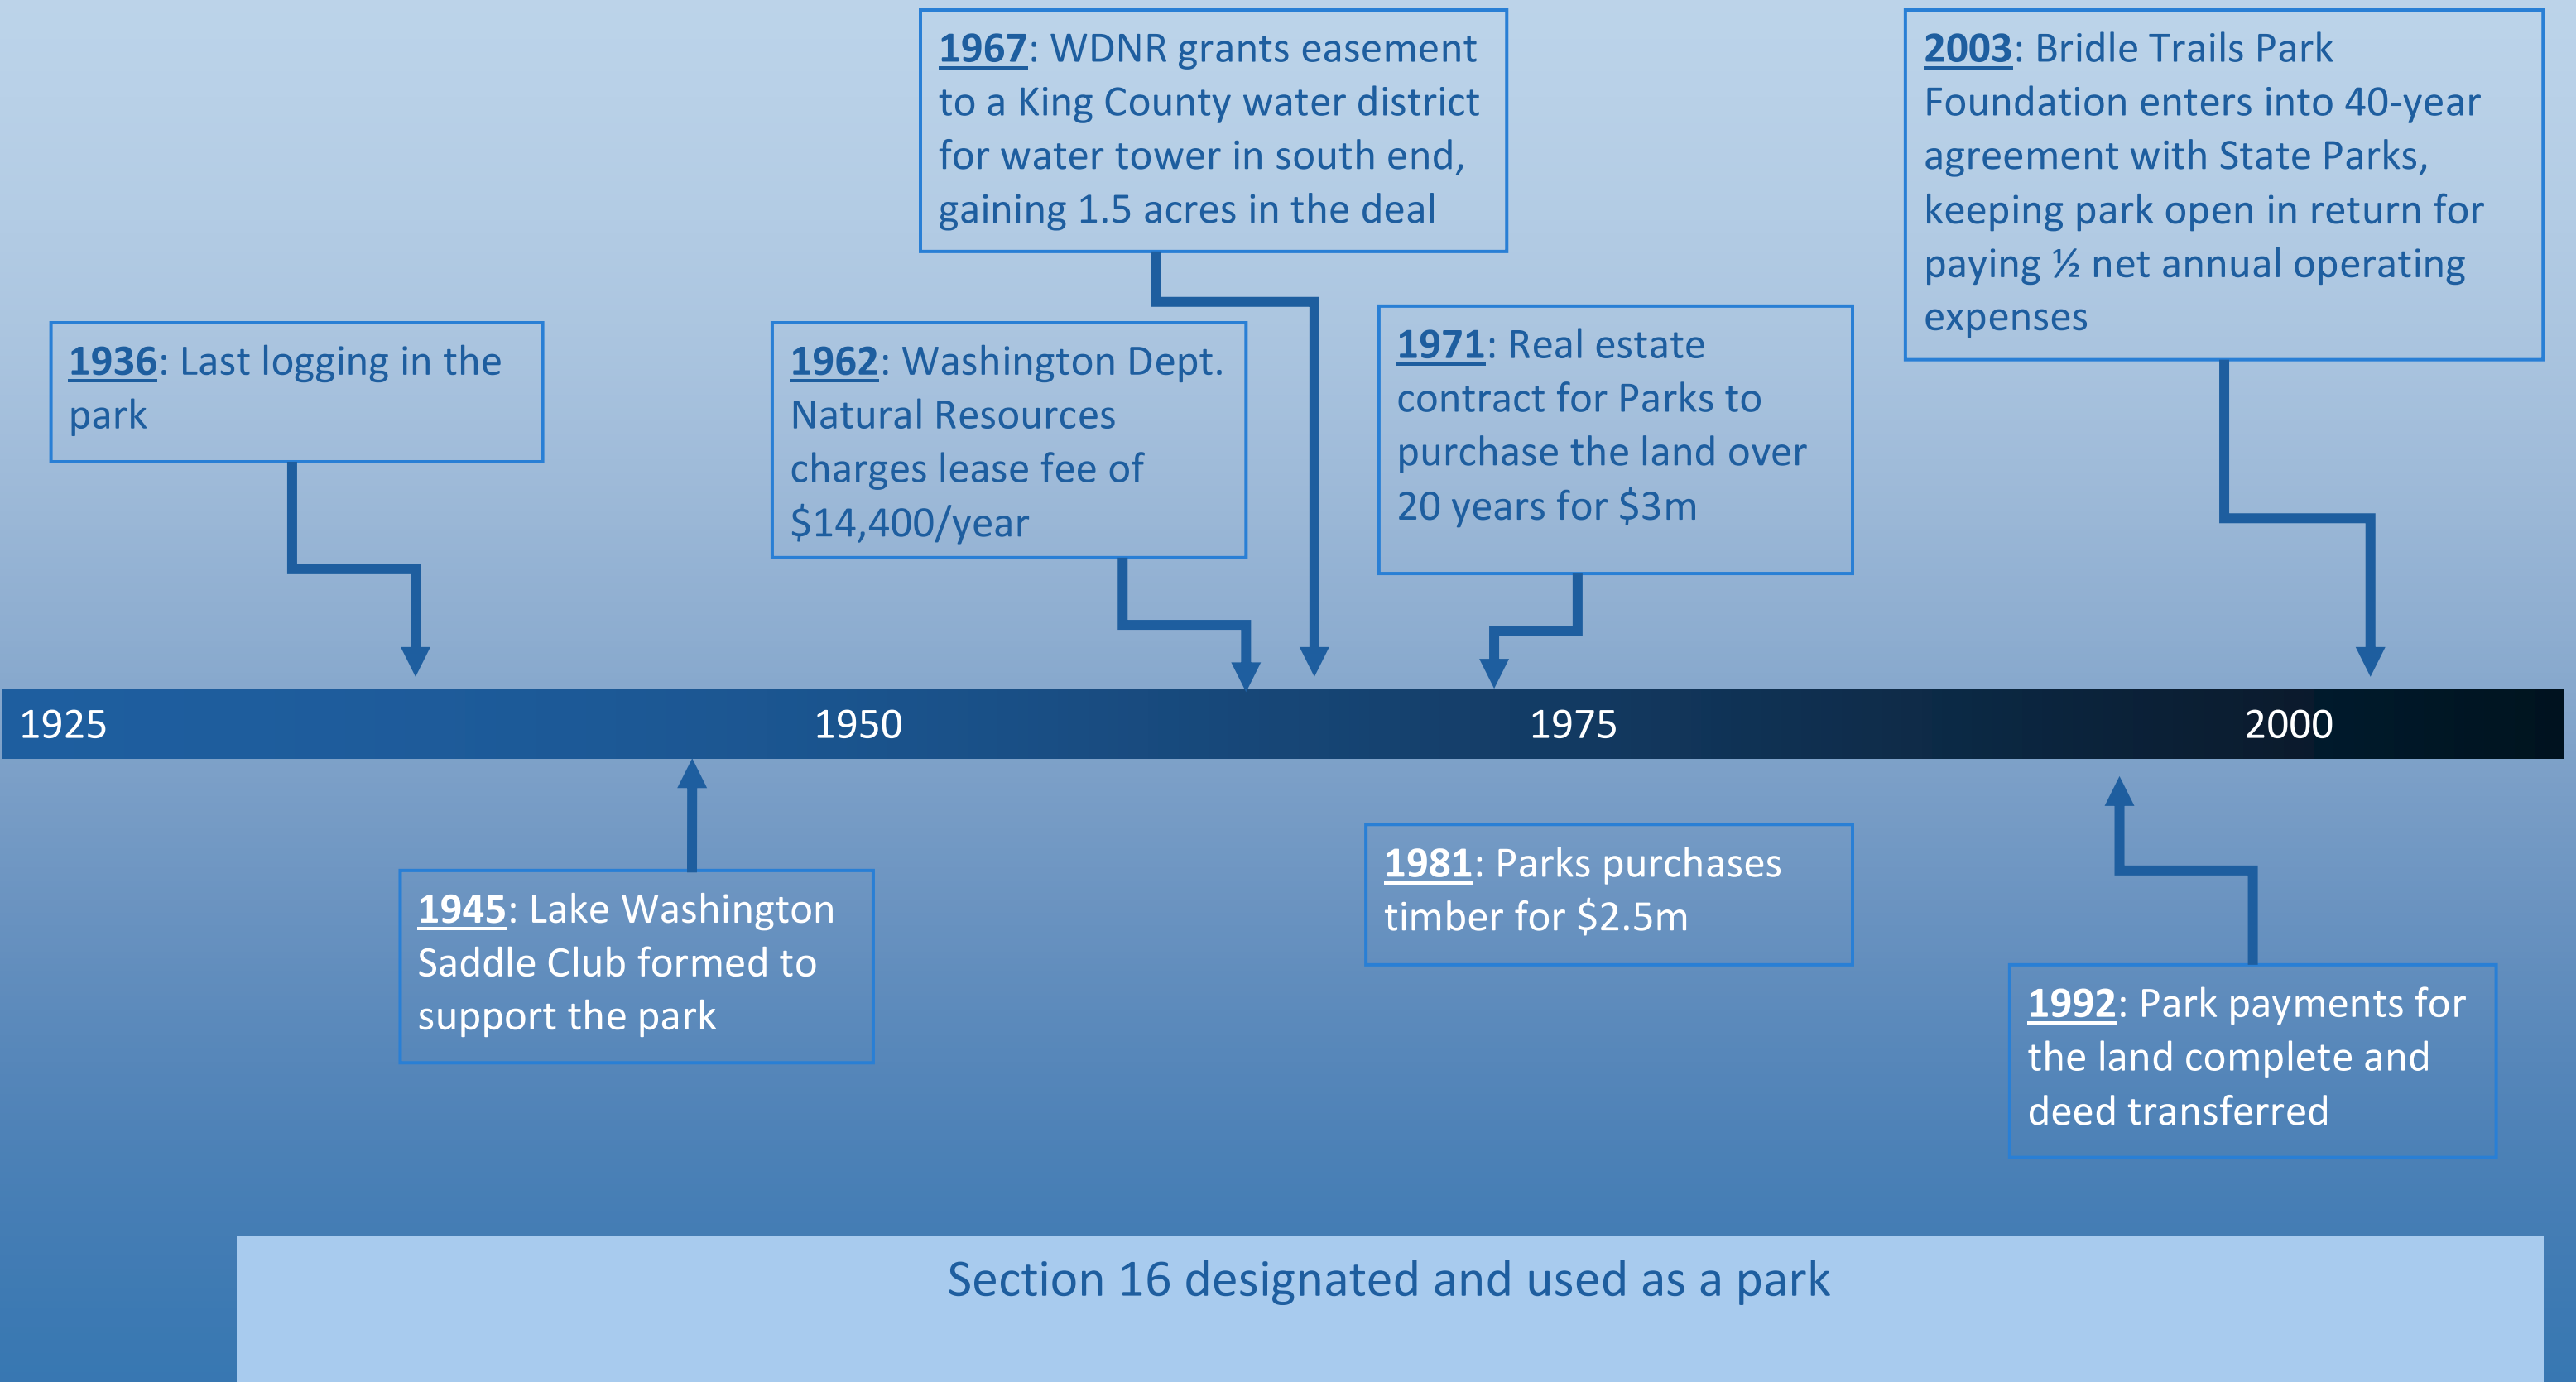 1967: WDNR grants easement
to a King County water district
for water tower in south end,
gaining 1.5 acres in the deal
2003: Bridle Trails Park
Foundation enters into 40-year
agreement with State Parks,
keeping park open in return for
paying ½ net annual operating
expenses
1936: Last logging in the
park
1962: Washington Dept.
Natural Resources
charges lease fee of
$14,400/year
1971: Real estate
contract for Parks to
purchase the land over
20 years for $3m
1925
1950
1975
2000
1945: Lake Washington
Saddle Club formed to
support the park
1981: Parks purchases
timber for $2.5m
1992: Park payments for
the land complete and
deed transferred
Section 16 designated and used as a park